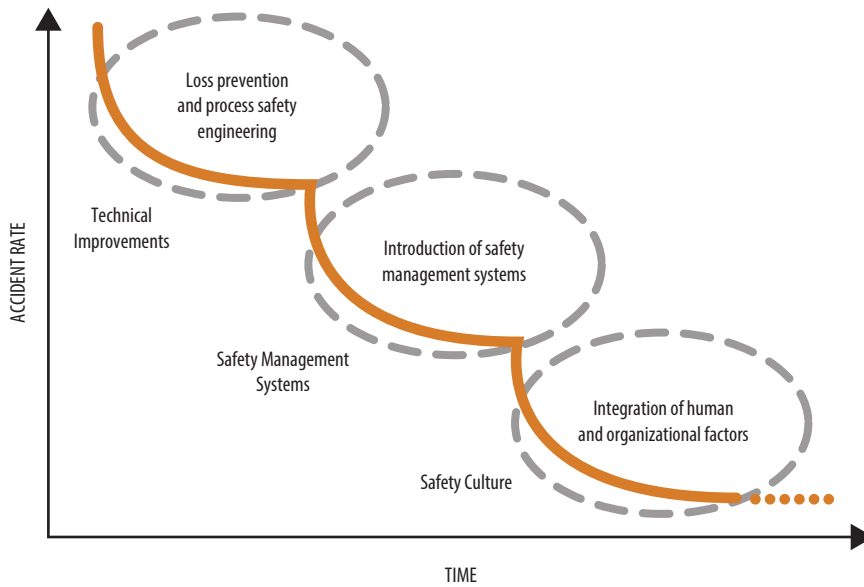 Loss prevention
and process safety
engineering
Technical
Improvements
Introduction of safety
management systems
Safety Management
Systems
Integration of human
and organizational factors
Safety Culture
ACCIDENT RATE
TIME